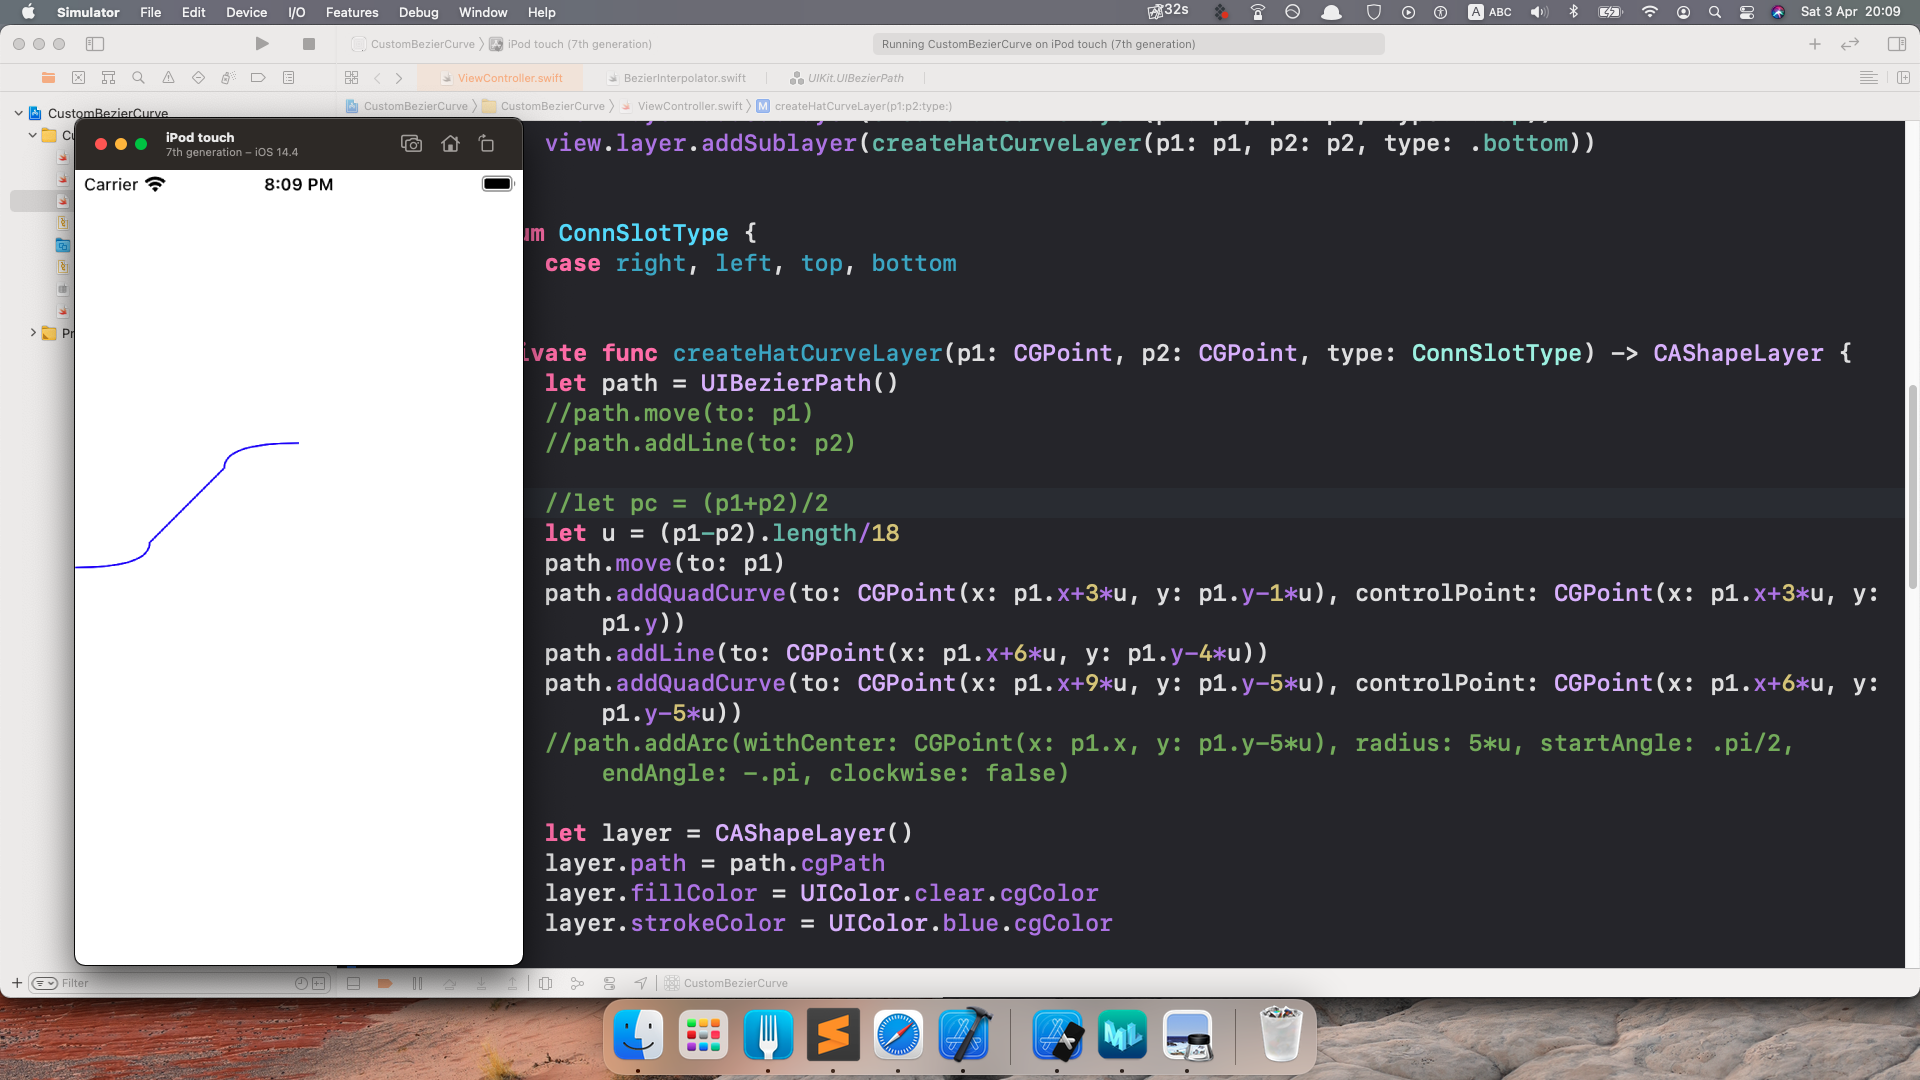 Simulator File Edit Device I/O Features Debug Window Help 32s A ABC Sat 3 Apr 20:09
CustomBezierCurve iPod touch (7th generation) Running CustomBezierCurve on iPod touch (7th generation)
ViewController.swift BezierInterpolator.swift UIKit.UIBezierPath
CustomBezierCurve CustomBezierCurve ViewController.swift M createHatCurveLayer(p1:p2:type:)
CustomBezierCurve
Cu
Pr
iPod touch
7th generation – iOS 14.4
Carrier 8:09 PM
view.layer.addSublayer(createHatCurveLayer(p1: p1, p2: p2, type: .bottom))
um ConnSlotType {
case right, left, top, bottom
ivate func createHatCurveLayer(p1: CGPoint, p2: CGPoint, type: ConnSlotType) -> CAShapeLayer {
let path = UIBezierPath()
//path.move(to: p1)
//path.addLine(to: p2)
//let pc = (p1+p2)/2
let u = (p1-p2).length/18
path.move(to: p1)
path.addQuadCurve(to: CGPoint(x: p1.x+3*u, y: p1.y-1*u), controlPoint: CGPoint(x: p1.x+3*u, y:
p1.y))
path.addLine(to: CGPoint(x: p1.x+6*u, y: p1.y-4*u))
path.addQuadCurve(to: CGPoint(x: p1.x+9*u, y: p1.y-5*u), controlPoint: CGPoint(x: p1.x+6*u, y:
p1.y-5*u))
//path.addArc(withCenter: CGPoint(x: p1.x, y: p1.y-5*u), radius: 5*u, startAngle: .pi/2,
endAngle: -.pi, clockwise: false)
let layer = CAShapeLayer()
layer.path = path.cgPath
layer.fillColor = UIColor.clear.cgColor
layer.strokeColor = UIColor.blue.cgColor
Filter CustomBezierCurve
ML